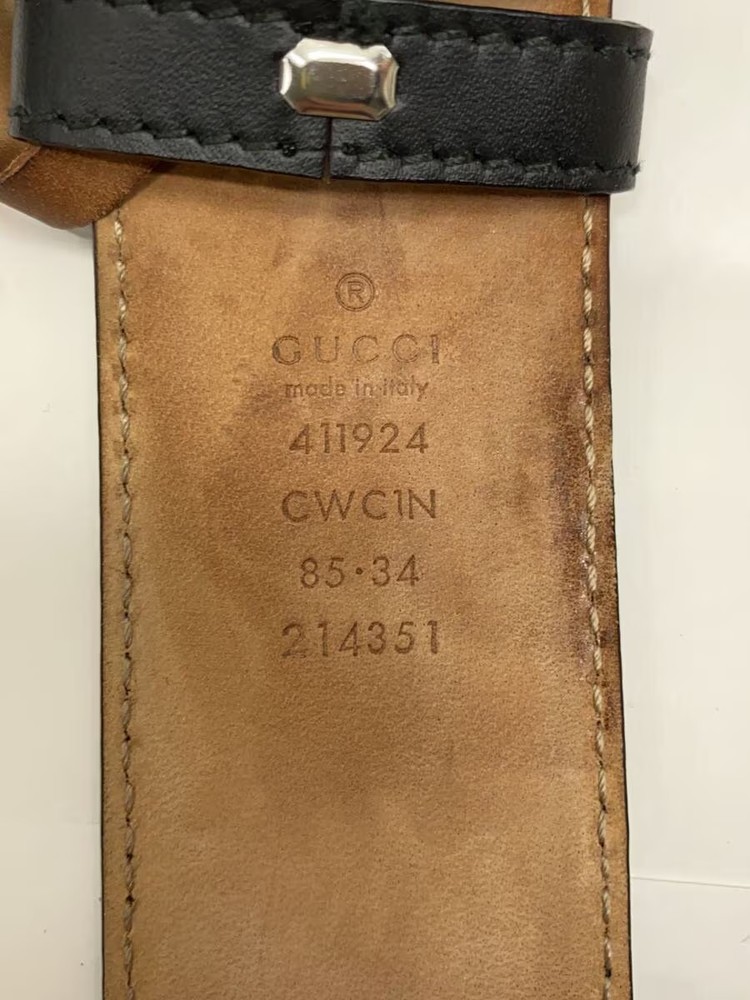 ®
GUCCI
made in italy
411924
CWC1N
85·34
214351